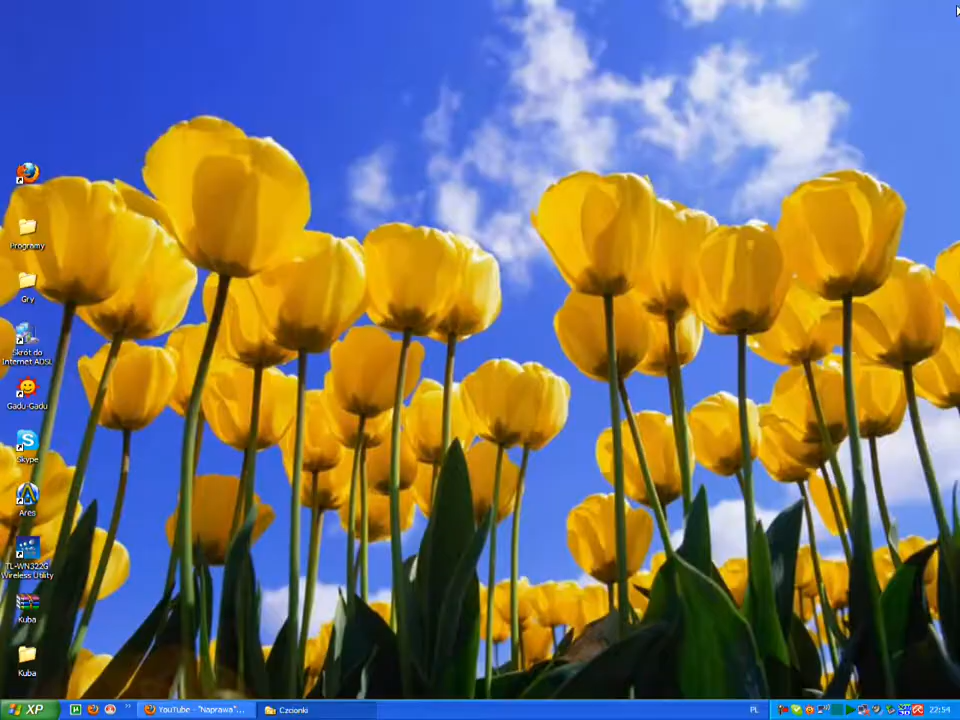 Programy
Gry
Skrót do
Internet ADSL
Gadu-Gadu
Skype
Ares
TL-WN322G
Wireless Utility
Kuba
Kuba
XP
YouTube - "Naprawa"...
Czcionki
PL
22:54